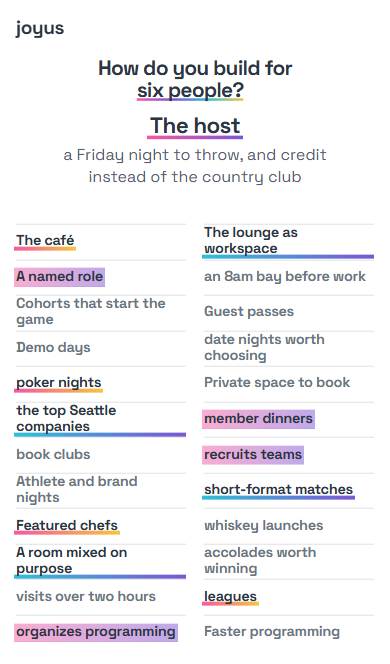 joyus
How do you build for
six people?
The host
a Friday night to throw, and credit
instead of the country club
The café
The lounge as
workspace
A named role
an 8am bay before work
Cohorts that start the
game
Guest passes
Demo days
date nights worth
choosing
poker nights
Private space to book
the top Seattle
companies
member dinners
book clubs
recruits teams
Athlete and brand
nights
short-format matches
Featured chefs
whiskey launches
A room mixed on
purpose
accolades worth
winning
visits over two hours
leagues
organizes programming
Faster programming